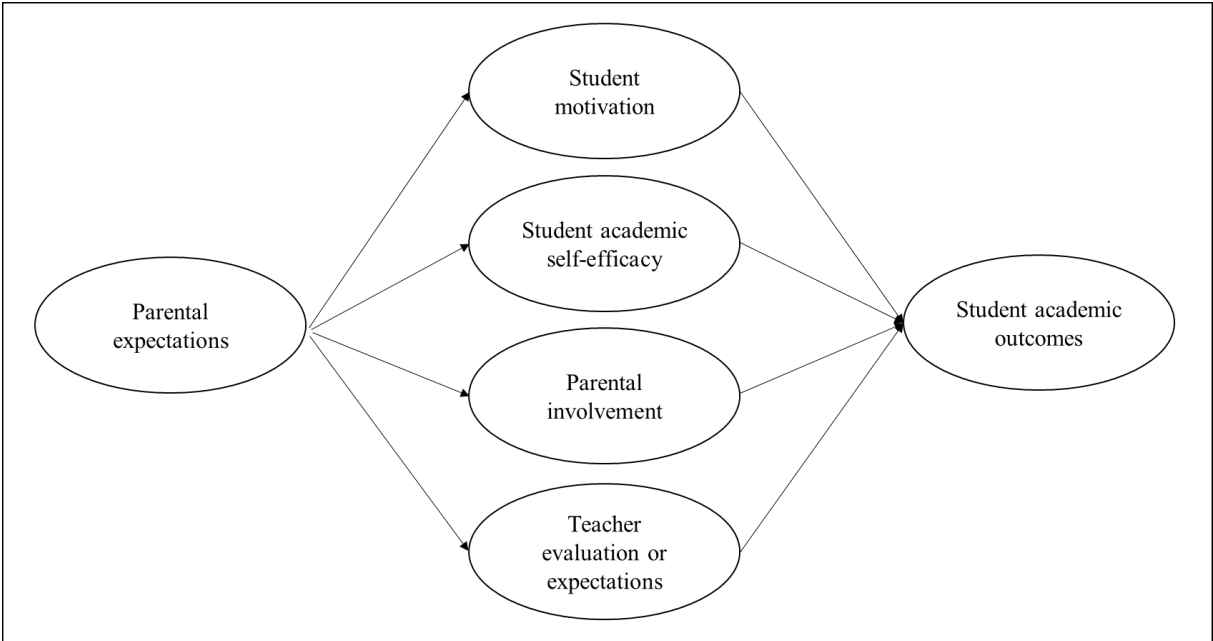 Parental
expectations
Student
motivation
Student academic
self-efficacy
Parental
involvement
Teacher
evaluation or
expectations
Student academic
outcomes